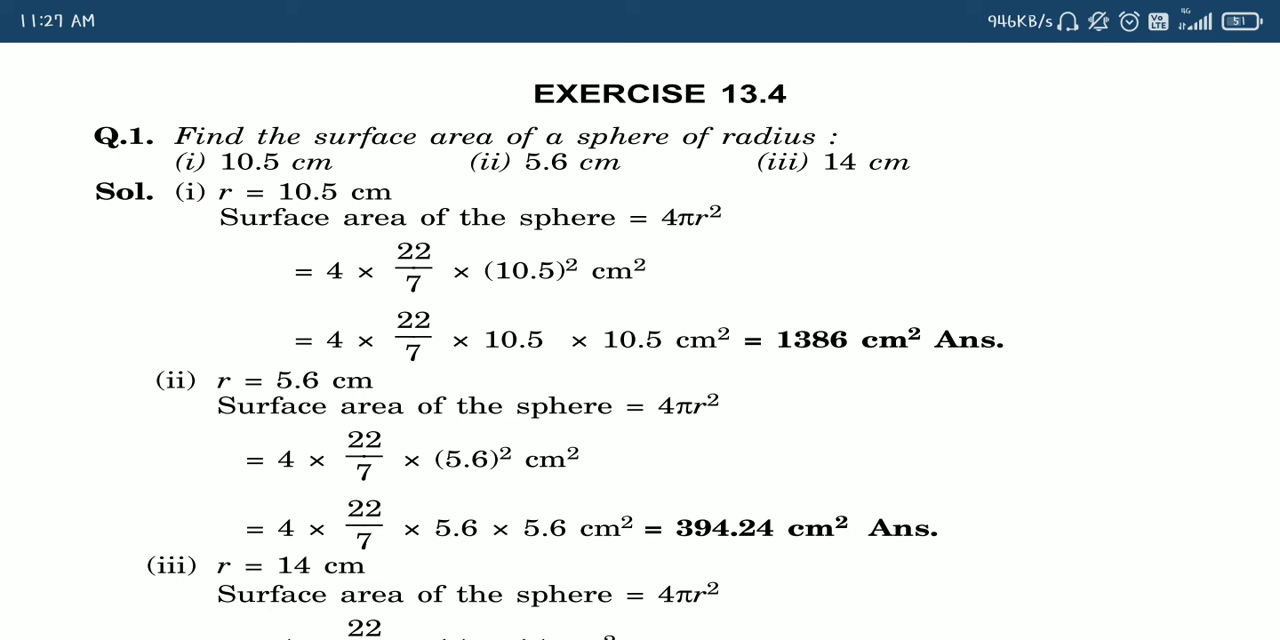 11:27 AM 946KB/s 4G Vo LTE 51
EXERCISE 13.4
Q.1. Find the surface area of a sphere of radius :
(i) 10.5 cm (ii) 5.6 cm (iii) 14 cm
Sol. (i) r = 10.5 cm
Surface area of the sphere = 4πr²
= 4 × 22/7 × (10.5)² cm²
= 4 × 22/7 × 10.5 × 10.5 cm² = 1386 cm² Ans.
(ii) r = 5.6 cm
Surface area of the sphere = 4πr²
= 4 × 22/7 × (5.6)² cm²
= 4 × 22/7 × 5.6 × 5.6 cm² = 394.24 cm² Ans.
(iii) r = 14 cm
Surface area of the sphere = 4πr²
22